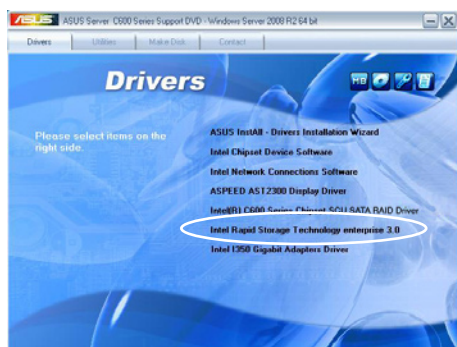 ASUS ASUS Server C600 Series Support DVD - Windows Server 2008 R2 64 bit
Drivers Utilities Make Disk Contact
Drivers
MB
Please select items on the
right side.
ASUS InstAll - Drivers Installation Wizard
Intel Chipset Device Software
Intel Network Connections Software
ASPEED AST2300 Display Driver
Intel(R) C600 Series Chipset SCU SATA RAID Driver
Intel Rapid Storage Technology enterprise 3.0
Intel I350 Gigabit Adapters Driver